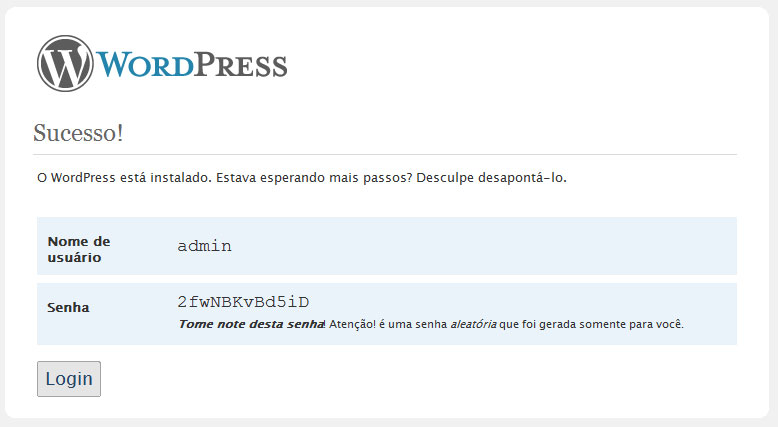 WORDPRESS
Sucesso!
O WordPress está instalado. Estava esperando mais passos? Desculpe desapontá-lo.
Nome de
usuário
admin
Senha
2fwNBKvBd5iD
Tome note desta senha! Atenção! é uma senha aleatória que foi gerada somente para você.
Login